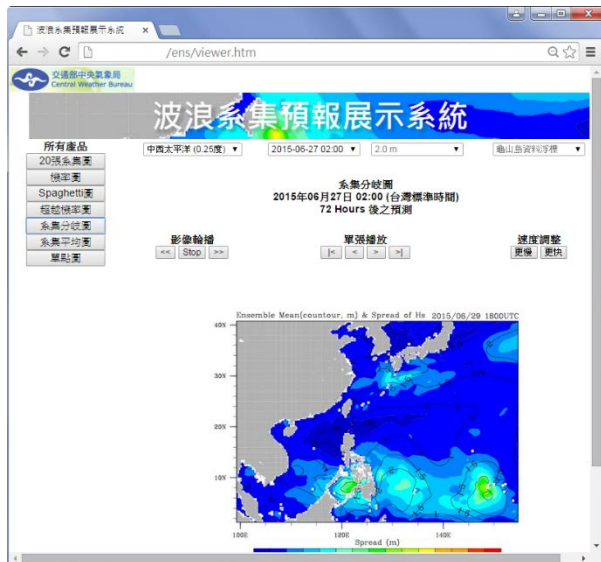 波浪系集預報展示系統
/ens/viewer.htm
交通部中央氣象局
Central Weather Bureau
波浪系集預報展示系統
所有產品
20張系集圖
機率圖
Spaghetti圖
超越機率圖
系集分岐圖
系集平均圖
單點圖
中西太平洋 (0.25度)
2015-06-27 02:00
2.0 m
龜山島資料浮標
系集分岐圖
2015年06月27日 02:00 (台灣標準時間)
72 Hours 後之預測
影像輪播
單張播放
速度調整
<< Stop >>
|< < > >|
更慢 更快
Ensemble Mean(countour, m) & Spread of Hs 2015/06/29 1800UTC
40N
30N
20N
10N
100E
120E
140E
Spread (m)